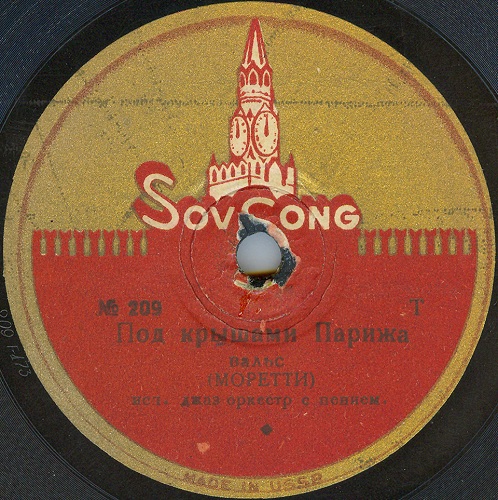 SovSong
№ 209 Т
Под крышами Парижа
ВАЛЬС
(МОРЕТТИ)
исп. джаз-оркестр с пением.
MADE IN USSR